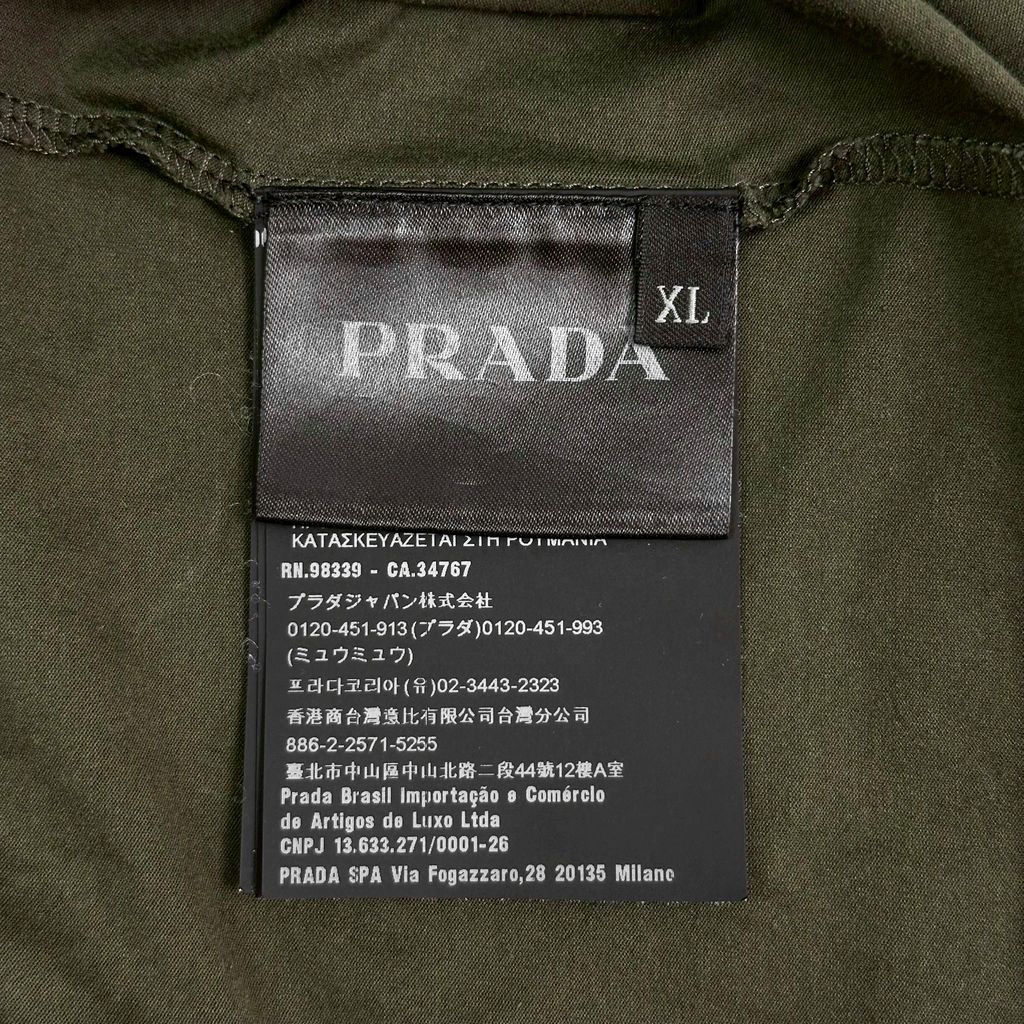 PRADA
XL
ΚΑΤΑΣΚΕΥΑΖΕΤΑΙ ΣΤΗ ΡΟΥΜΑΝΙΑ
RN.98339 - CA.34767
プラダジャパン株式会社
0120-451-913(プラダ)0120-451-993
(ミュウミュウ)
프라다코리아(유)02-3443-2323
香港商台灣意比有限公司台灣分公司
886-2-2571-5255
臺北市中山區中山北路二段44號12樓A室
Prada Brasil Importação e Comércio
de Artigos de Luxo Ltda
CNPJ 13.633.271/0001-26
PRADA SPA Via Fogazzaro,28 20135 Milano